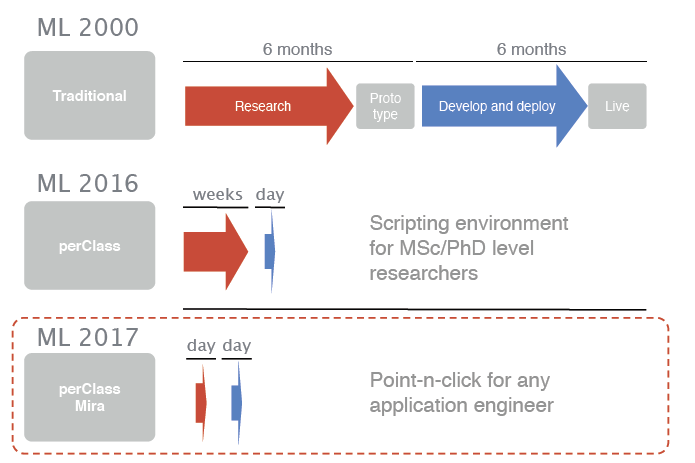 ML 2000
6 months
6 months
Traditional
Research
Proto
type
Develop and deploy
Live
ML 2016
weeks
day
perClass
Scripting environment
for MSc/PhD level
researchers
ML 2017
day
day
perClass
Mira
Point-n-click for any
application engineer